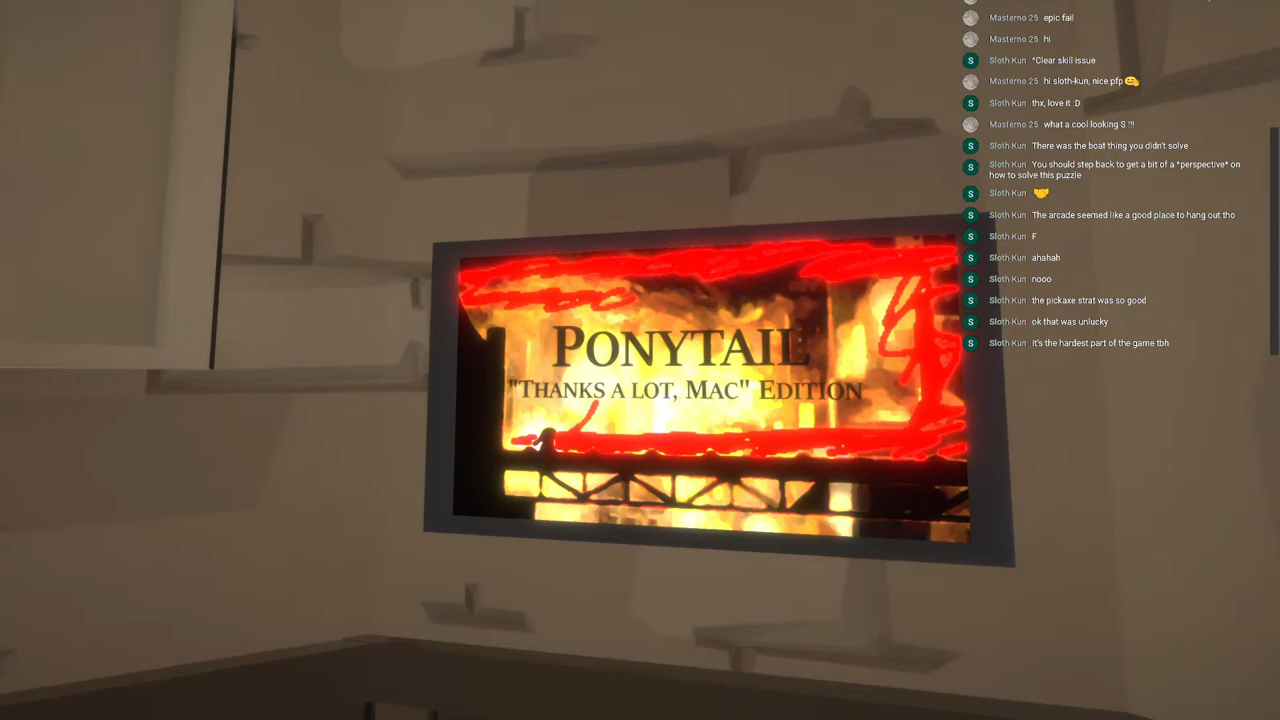 Masterno 25 epic fail
Masterno 25 hi
Sloth Kun ^Clear skill issue
Masterno 25 hi sloth-kun, nice pfp
Sloth Kun thx, love it :D
Masterno 25 what a cool looking S !!!
Sloth Kun There was the boat thing you didn't solve
Sloth Kun You should step back to get a bit of a *perspective* on
how to solve this puzzle
Sloth Kun
Sloth Kun The arcade seemed like a good place to hang out tho
Sloth Kun F
Sloth Kun ahahah
Sloth Kun nooo
Sloth Kun the pickaxe strat was so good
Sloth Kun ok that was unlucky
Sloth Kun It's the hardest part of the game tbh
PONYTAIL
"THANKS A LOT, MAC" EDITION